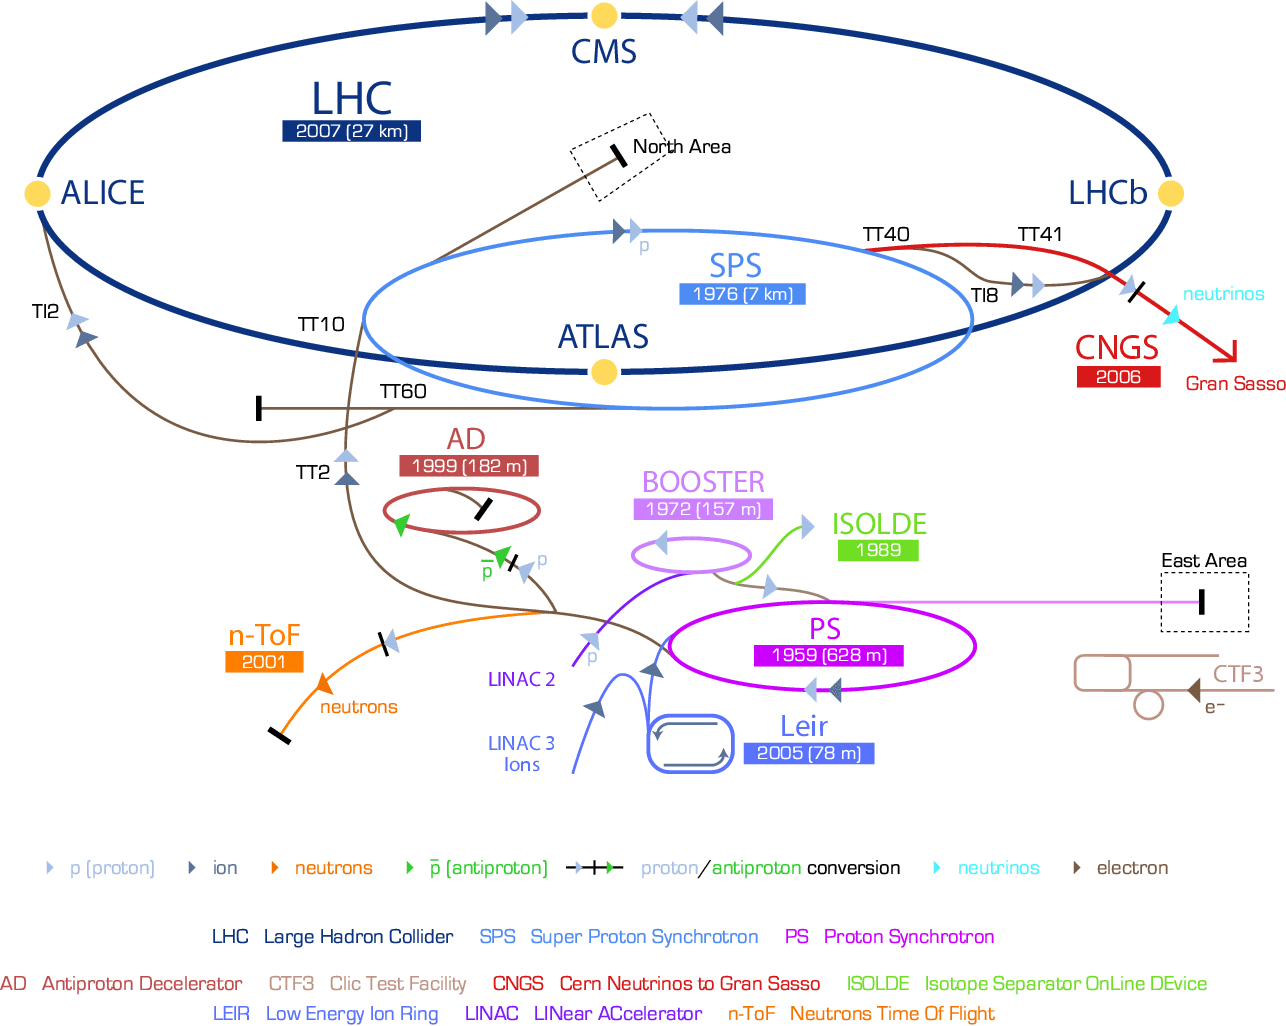 CMS
LHC
2007 (27 km)
North Area
ALICE
LHCb
TT40
TT41
p
SPS
1976 (7 km)
TI8
neutrinos
TI2
TT10
ATLAS
CNGS
2006
Gran Sasso
TT60
AD
1999 (182 m)
TT2
BOOSTER
1972 (157 m)
ISOLDE
1989
p̅
p
East Area
n-ToF
2001
p
PS
1959 (628 m)
LINAC 2
neutrons
CTF3
e-
LINAC 3
Ions
Leir
2005 (78 m)
p (proton) ion neutrons p̅ (antiproton) proton/antiproton conversion neutrinos electron
LHC Large Hadron Collider SPS Super Proton Synchrotron PS Proton Synchrotron
AD Antiproton Decelerator CTF3 Clic Test Facility CNGS Cern Neutrinos to Gran Sasso ISOLDE Isotope Separator OnLine DEvice
LEIR Low Energy Ion Ring LINAC LINear ACcelerator n-ToF Neutrons Time Of Flight